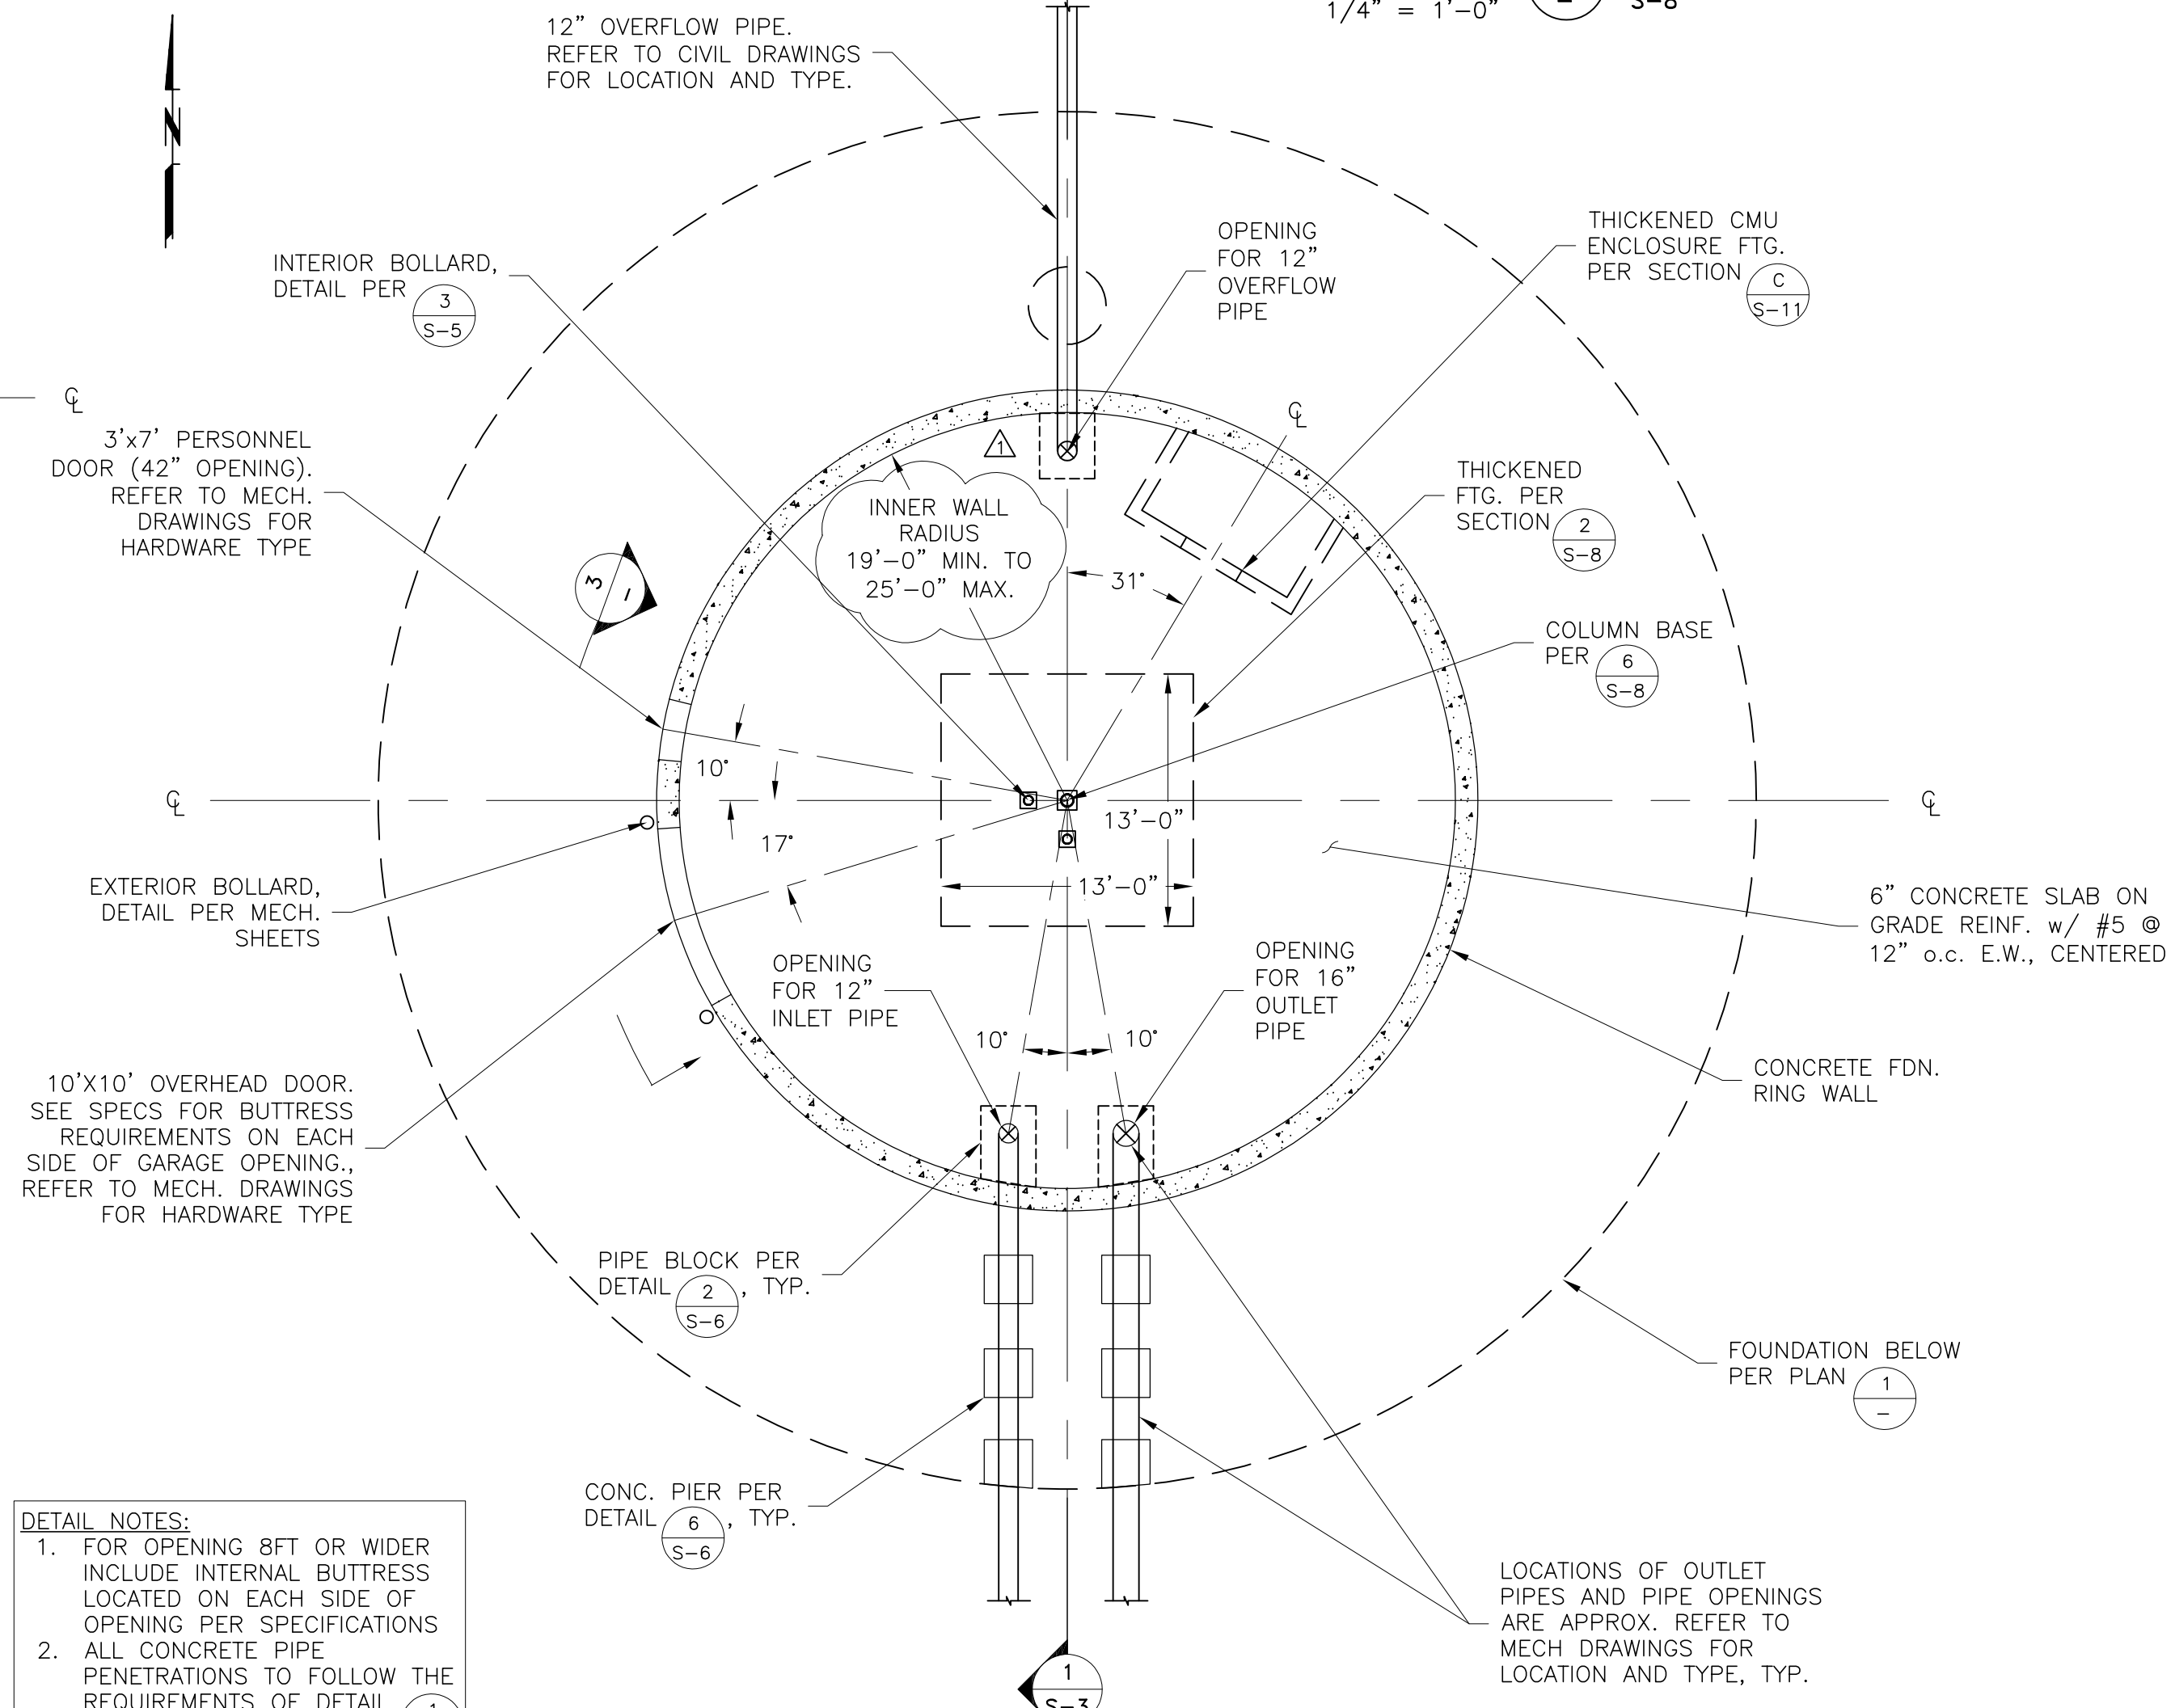 1/4" = 1'-0"
S-8
12" OVERFLOW PIPE.
REFER TO CIVIL DRAWINGS
FOR LOCATION AND TYPE.
N
INTERIOR BOLLARD,
DETAIL PER
3
S-5
OPENING
FOR 12"
OVERFLOW
PIPE
THICKENED CMU
ENCLOSURE FTG.
PER SECTION
C
S-11
℄
℄
3'x7' PERSONNEL
DOOR (42" OPENING).
REFER TO MECH.
DRAWINGS FOR
HARDWARE TYPE
1
INNER WALL
RADIUS
19'-0" MIN. TO
25'-0" MAX.
THICKENED
FTG. PER
SECTION
2
S-8
3
–
31°
COLUMN BASE
PER
6
S-8
10°
℄
℄
13'-0"
17°
13'-0"
EXTERIOR BOLLARD,
DETAIL PER MECH.
SHEETS
6" CONCRETE SLAB ON
GRADE REINF. w/ #5 @
12" o.c. E.W., CENTERED
OPENING
FOR 12"
INLET PIPE
OPENING
FOR 16"
OUTLET
PIPE
10°
10°
10'X10' OVERHEAD DOOR.
SEE SPECS FOR BUTTRESS
REQUIREMENTS ON EACH
SIDE OF GARAGE OPENING.,
REFER TO MECH. DRAWINGS
FOR HARDWARE TYPE
CONCRETE FDN.
RING WALL
PIPE BLOCK PER
DETAIL 2 , TYP.
S-6
FOUNDATION BELOW
PER PLAN
1
–
CONC. PIER PER
DETAIL 6 , TYP.
S-6
DETAIL NOTES:
1. FOR OPENING 8FT OR WIDER
INCLUDE INTERNAL BUTTRESS
LOCATED ON EACH SIDE OF
OPENING PER SPECIFICATIONS
2. ALL CONCRETE PIPE
PENETRATIONS TO FOLLOW THE
REQUIREMENTS OF DETAIL 1
LOCATIONS OF OUTLET
PIPES AND PIPE OPENINGS
ARE APPROX. REFER TO
MECH DRAWINGS FOR
LOCATION AND TYPE, TYP.
1
S-3